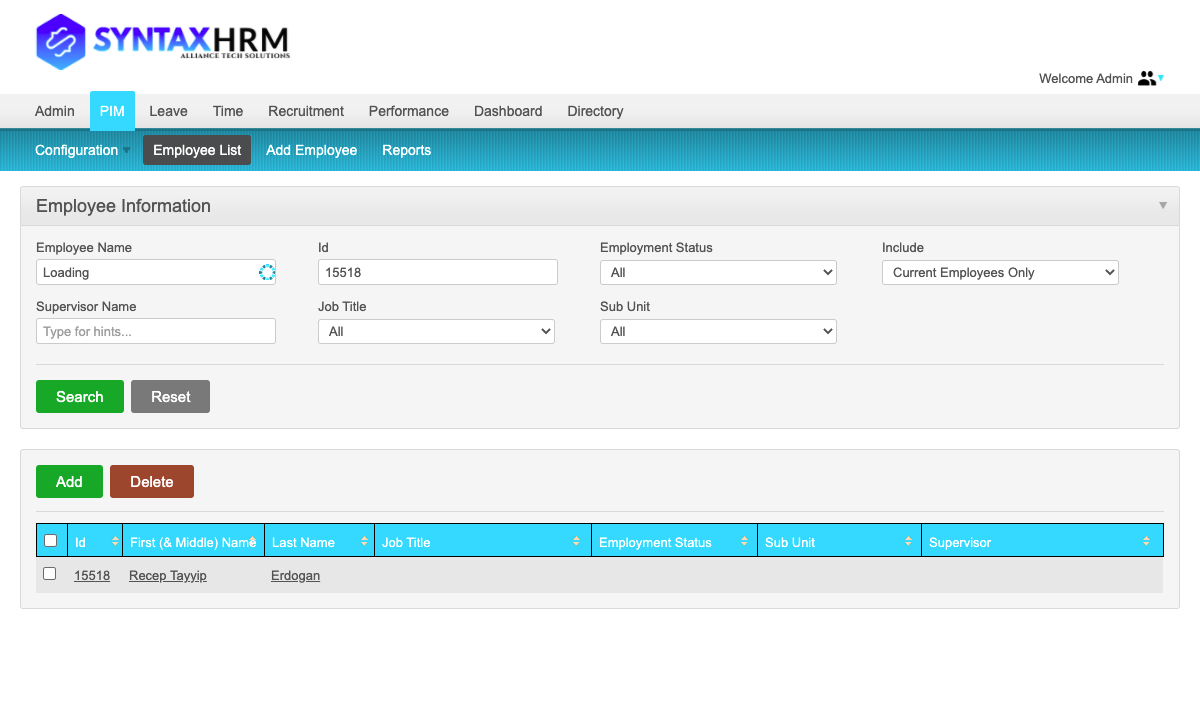 SYNTAXHRM
ALLIANCE TECH SOLUTIONS
Welcome Admin
Admin PIM Leave Time Recruitment Performance Dashboard Directory
Configuration Employee List Add Employee Reports
Employee Information
Employee Name Id Employment Status Include
Loading 15518 All Current Employees Only
Supervisor Name Job Title Sub Unit
Type for hints... All All
Search Reset
Add Delete
Id First (& Middle) Name Last Name Job Title Employment Status Sub Unit Supervisor
15518 Recep Tayyip Erdogan